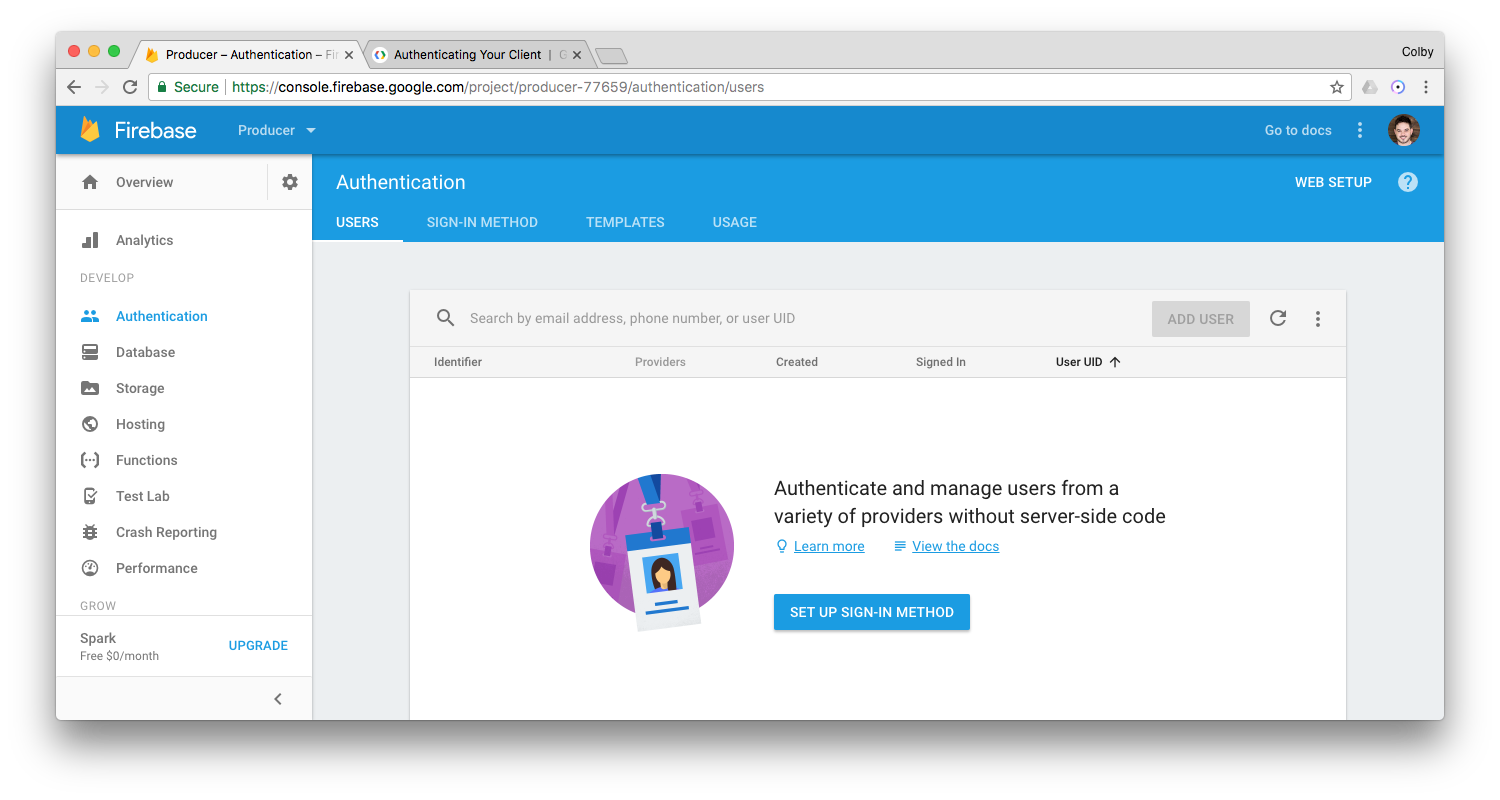 Producer – Authentication – Fir
Authenticating Your Client | G
Colby
Secure
https://console.firebase.google.com/project/producer-77659/authentication/users
Firebase
Producer
Go to docs
Overview
Authentication
WEB SETUP
?
USERS
SIGN-IN METHOD
TEMPLATES
USAGE
Analytics
DEVELOP
Authentication
Database
Storage
Hosting
Functions
Test Lab
Crash Reporting
Performance
GROW
Spark
Free $0/month
UPGRADE
Search by email address, phone number, or user UID
ADD USER
Identifier
Providers
Created
Signed In
User UID
Authenticate and manage users from a
variety of providers without server-side code
Learn more
View the docs
SET UP SIGN-IN METHOD